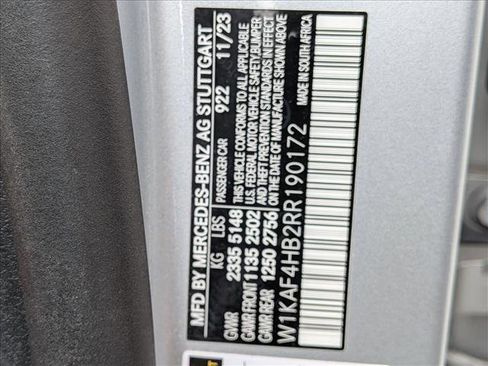 MFD BY MERCEDES-BENZ AG STUTTGART
KG LBS PASSENGER CAR 922 11/23
GWR 2335 5148
GAWR FRONT 1135 2502
GAWR REAR 1250 2756
THIS VEHICLE CONFORMS TO ALL APPLICABLE
U.S. FEDERAL MOTOR VEHICLE SAFETY, BUMPER
AND THEFT PREVENTION STANDARDS IN EFFECT
ON THE DATE OF MANUFACTURE SHOWN ABOVE
W1KAF4HB2RR190172 MADE IN SOUTH AFRICA